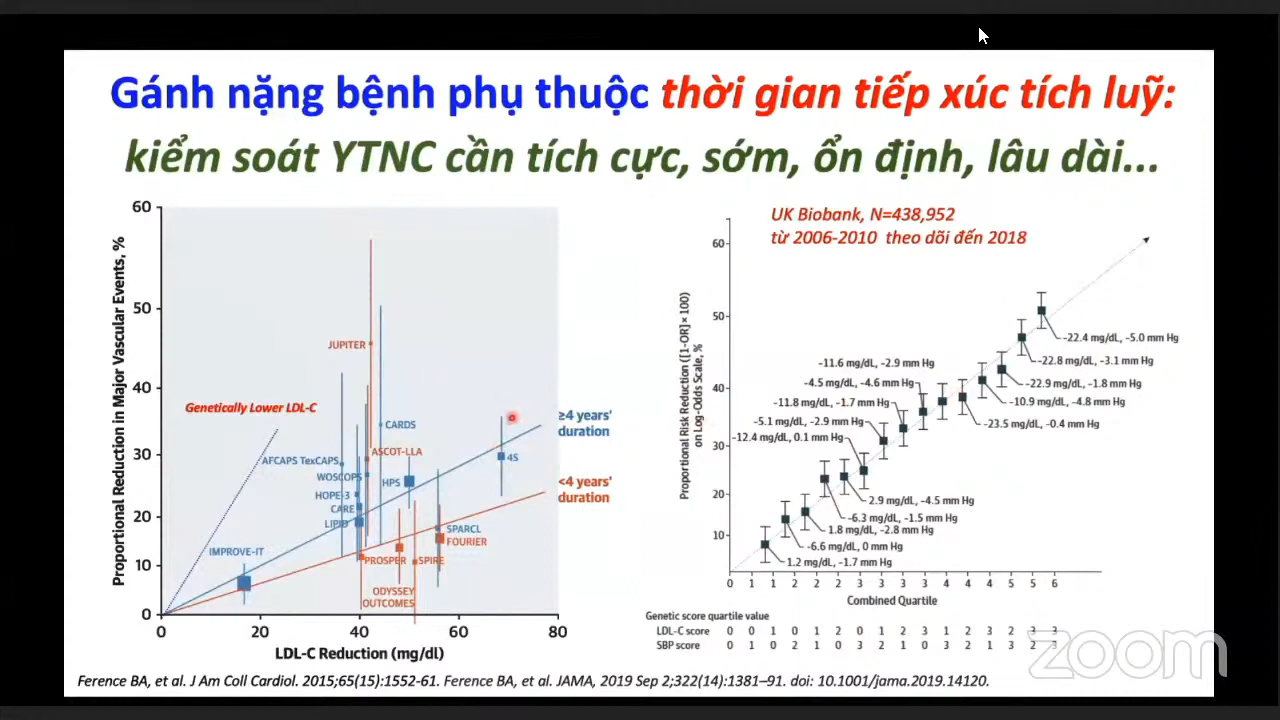 Gánh nặng bệnh phụ thuộc thời gian tiếp xúc tích luỹ:
kiểm soát YTNC cần tích cực, sớm, ổn định, lâu dài...
Proportional Reduction in Major Vascular Events, %
60
50
40
30
20
10
0
0 20 40 60 80
LDL-C Reduction (mg/dl)
Genetically Lower LDL-C
JUPITER
CARDS
ASCOT-LLA
AFCAPS TexCAPS
WOSCOPS
HPS
4S
HOPE-3
CARE
LIPID
SPARCL
FOURIER
IMPROVE-IT
PROSPER
SPIRE
ODYSSEY
OUTCOMES
≥4 years'
duration
<4 years'
duration
UK Biobank, N=438,952
từ 2006-2010 theo dõi đến 2018
Proportional Risk Reduction ([1-OR] × 100)
on Log-Odds Scale, %
60
50
40
30
20
10
-22.4 mg/dL, -5.0 mm Hg
-22.8 mg/dL, -3.1 mm Hg
-11.6 mg/dL, -2.9 mm Hg
-4.5 mg/dL, -4.6 mm Hg
-22.9 mg/dL, -1.8 mm Hg
-11.8 mg/dL, -1.7 mm Hg
-10.9 mg/dL, -4.8 mm Hg
-5.1 mg/dL, -2.9 mm Hg
-23.5 mg/dL, -0.4 mm Hg
-12.4 mg/dL, 0.1 mm Hg
2.9 mg/dL, -4.5 mm Hg
-6.3 mg/dL, -1.5 mm Hg
1.8 mg/dL, -2.8 mm Hg
-6.6 mg/dL, 0 mm Hg
1.2 mg/dL, -1.7 mm Hg
0 1 1 2 2 2 3 3 3 3 4 4 4 5 5 6
Combined Quartile
Genetic score quartile value
LDL-C score 0 0 1 0 1 2 0 1 2 3 1 2 3 2 3 3
SBP score 0 1 0 2 1 0 3 2 1 0 3 2 1 3 2 3
zoom
Ference BA, et al. J Am Coll Cardiol. 2015;65(15):1552-61. Ference BA, et al. JAMA, 2019 Sep 2;322(14):1381–91. doi: 10.1001/jama.2019.14120.